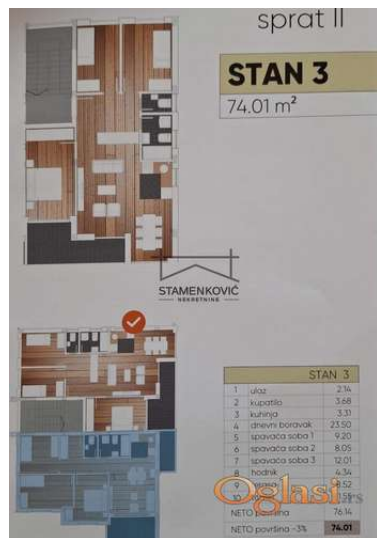 sprat II
STAN 3
74.01 m²
STAMENKOVIĆ
NEKRETNINE
STAN 3
1 ulaz 2.14
2 kupatilo 3.68
3 kuhinja 3.31
4 dnevni boravak 23.50
5 spavaća soba 1 9.20
6 spavaća soba 2 8.05
7 spavaća soba 3 12.01
8 hodnik 4.34
9
10
Oglasi.rs
NETO površina 76.14
NETO površina -3% 74.01